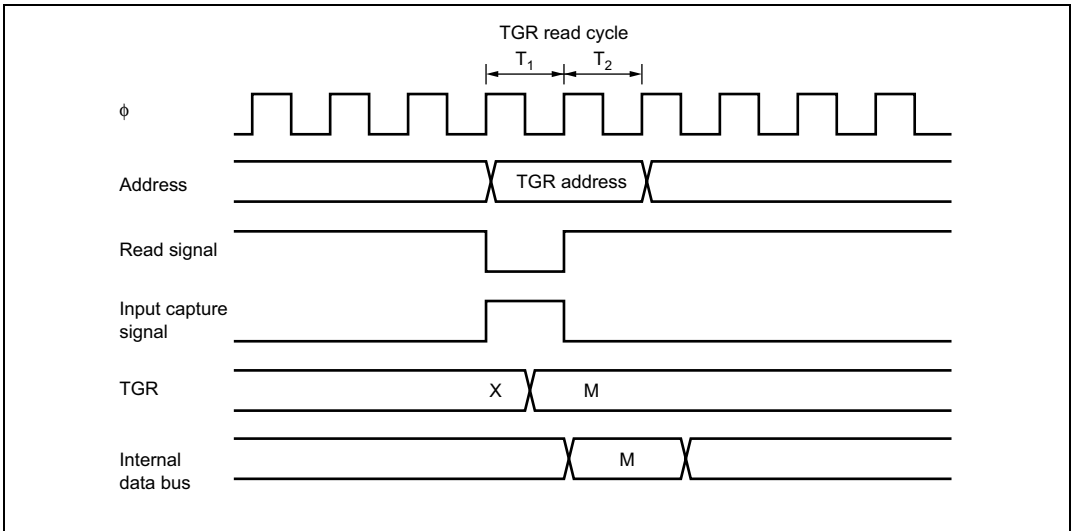 TGR read cycle
T₁ T₂
ϕ
Address
TGR address
Read signal
Input capture
signal
TGR
X
M
Internal
data bus
M